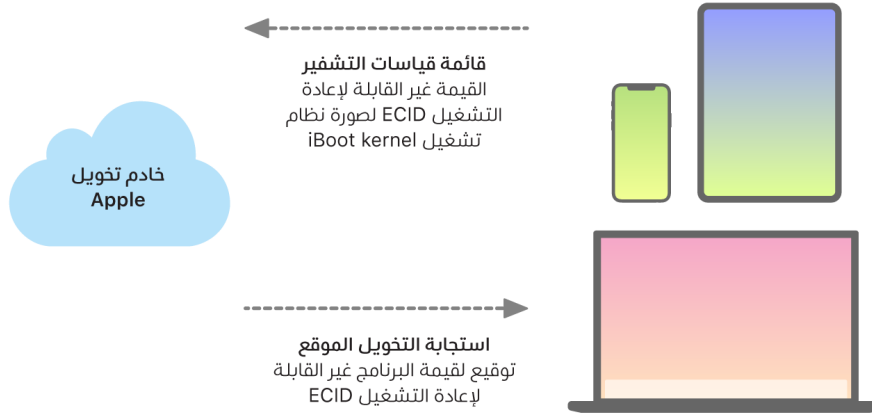 قائمة قياسات التشفير
القيمة غير القابلة لإعادة
التشغيل ECID لصورة نظام
تشغيل iBoot kernel
خادم تخويل
Apple
استجابة التخويل الموقع
توقيع لقيمة البرنامج غير القابلة
لإعادة التشغيل ECID